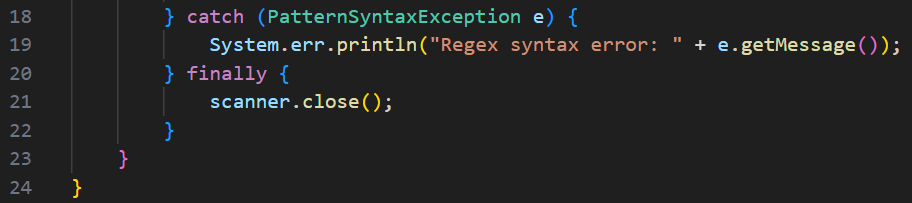 18            } catch (PatternSyntaxException e) {
19                System.err.println("Regex syntax error: " + e.getMessage());
20            } finally {
21                scanner.close();
22            }
23        }
24    }